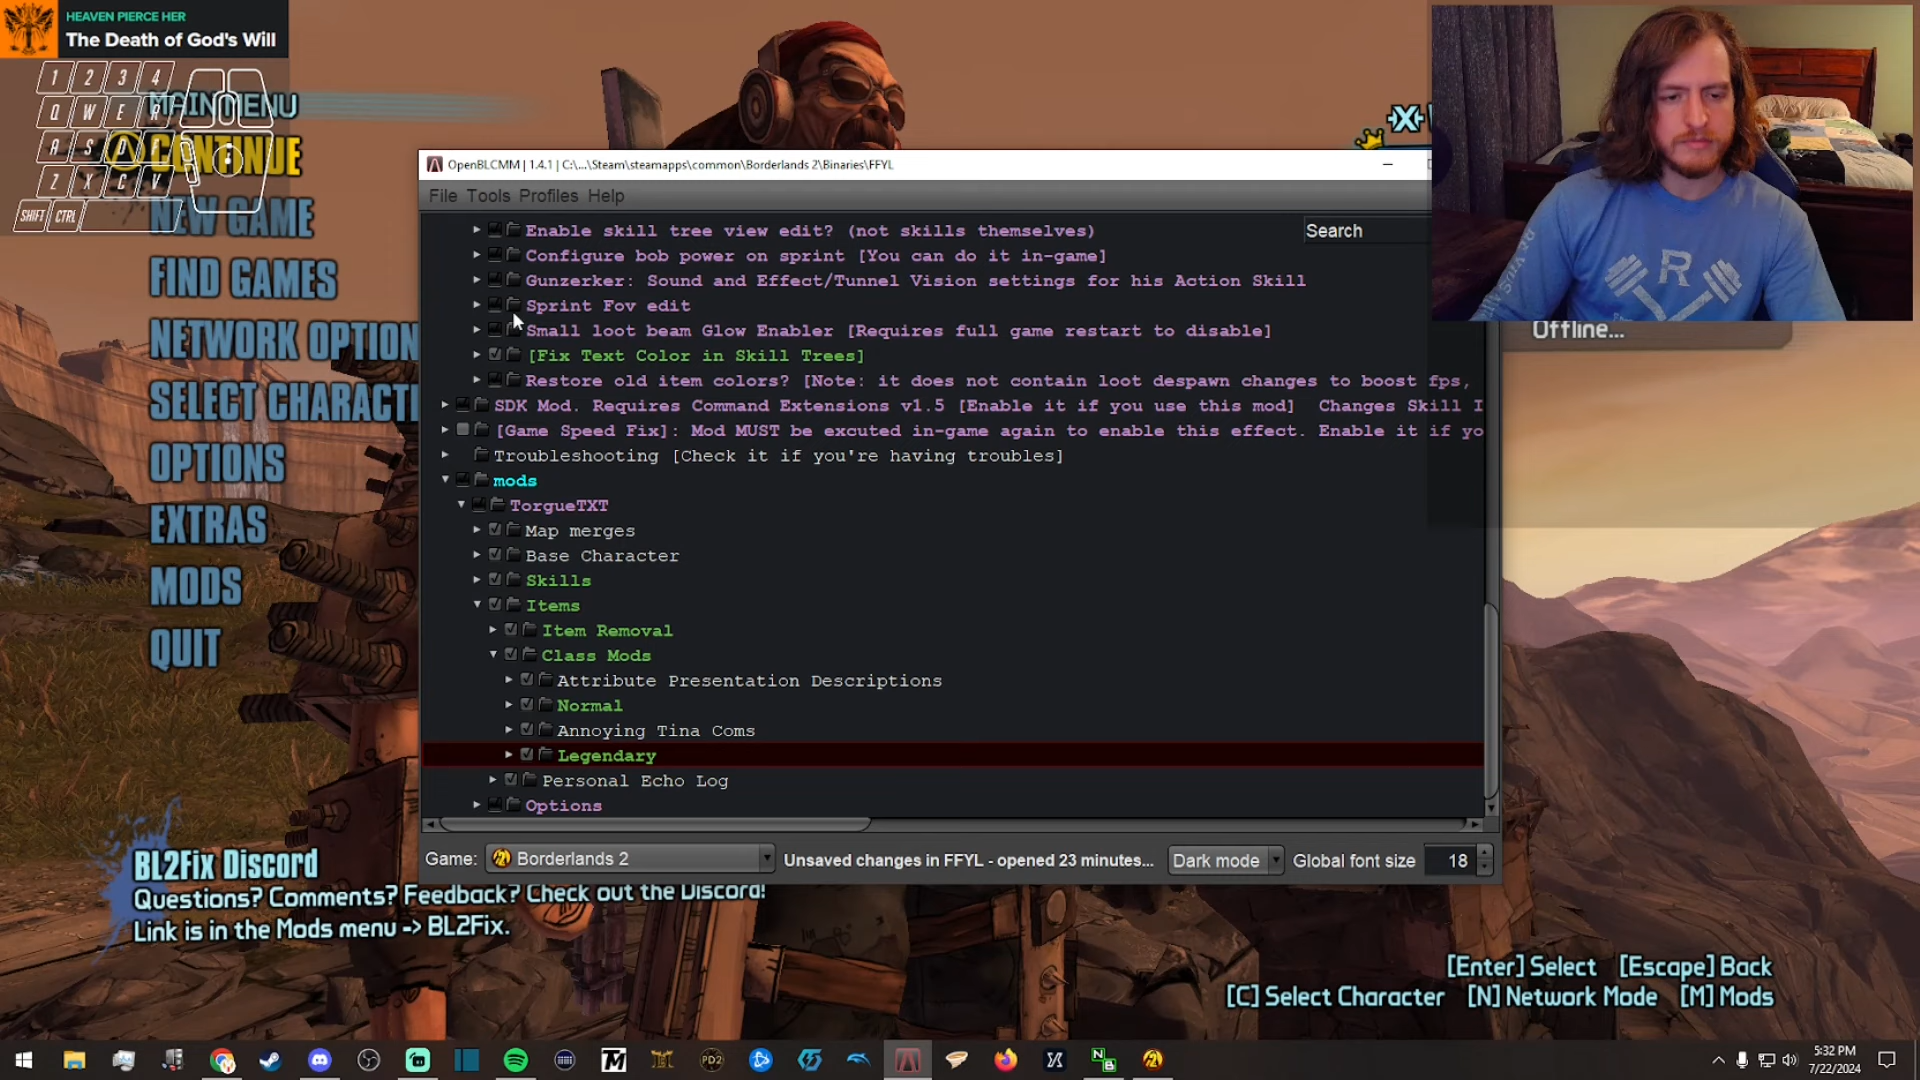 HEAVEN PIERCE HER
The Death of God's Will
1 2 3 4
Q W E R
A S D F
Z X C V
SHIFT CTRL
MAIN MENU
CONTINUE
NEW GAME
FIND GAMES
NETWORK OPTION
SELECT CHARACT
OPTIONS
EXTRAS
MODS
QUIT
OpenBLCMM | 1.4.1 | C:\...\Steam\steamapps\common\Borderlands 2\Binaries\FFYL
File Tools Profiles Help
Search
Enable skill tree view edit? (not skills themselves)
Configure bob power on sprint [You can do it in-game]
Gunzerker: Sound and Effect/Tunnel Vision settings for his Action Skill
Sprint Fov edit
Small loot beam Glow Enabler [Requires full game restart to disable]
[Fix Text Color in Skill Trees]
Restore old item colors? [Note: it does not contain loot despawn changes to boost fps,
SDK Mod. Requires Command Extensions v1.5 [Enable it if you use this mod] Changes Skill I
[Game Speed Fix]: Mod MUST be excuted in-game again to enable this effect. Enable it if yo
Troubleshooting [Check it if you're having troubles]
mods
TorgueTXT
Map merges
Base Character
Skills
Items
Item Removal
Class Mods
Attribute Presentation Descriptions
Normal
Annoying Tina Coms
Legendary
Personal Echo Log
Options
Game: Borderlands 2 Unsaved changes in FFYL - opened 23 minutes... Dark mode Global font size 18
Offline...
R
BL2Fix Discord
Questions? Comments? Feedback? Check out the Discord!
Link is in the Mods menu -> BL2Fix.
[Enter] Select [Escape] Back
[C] Select Character [N] Network Mode [M] Mods
PD2
5:32 PM
7/22/2024